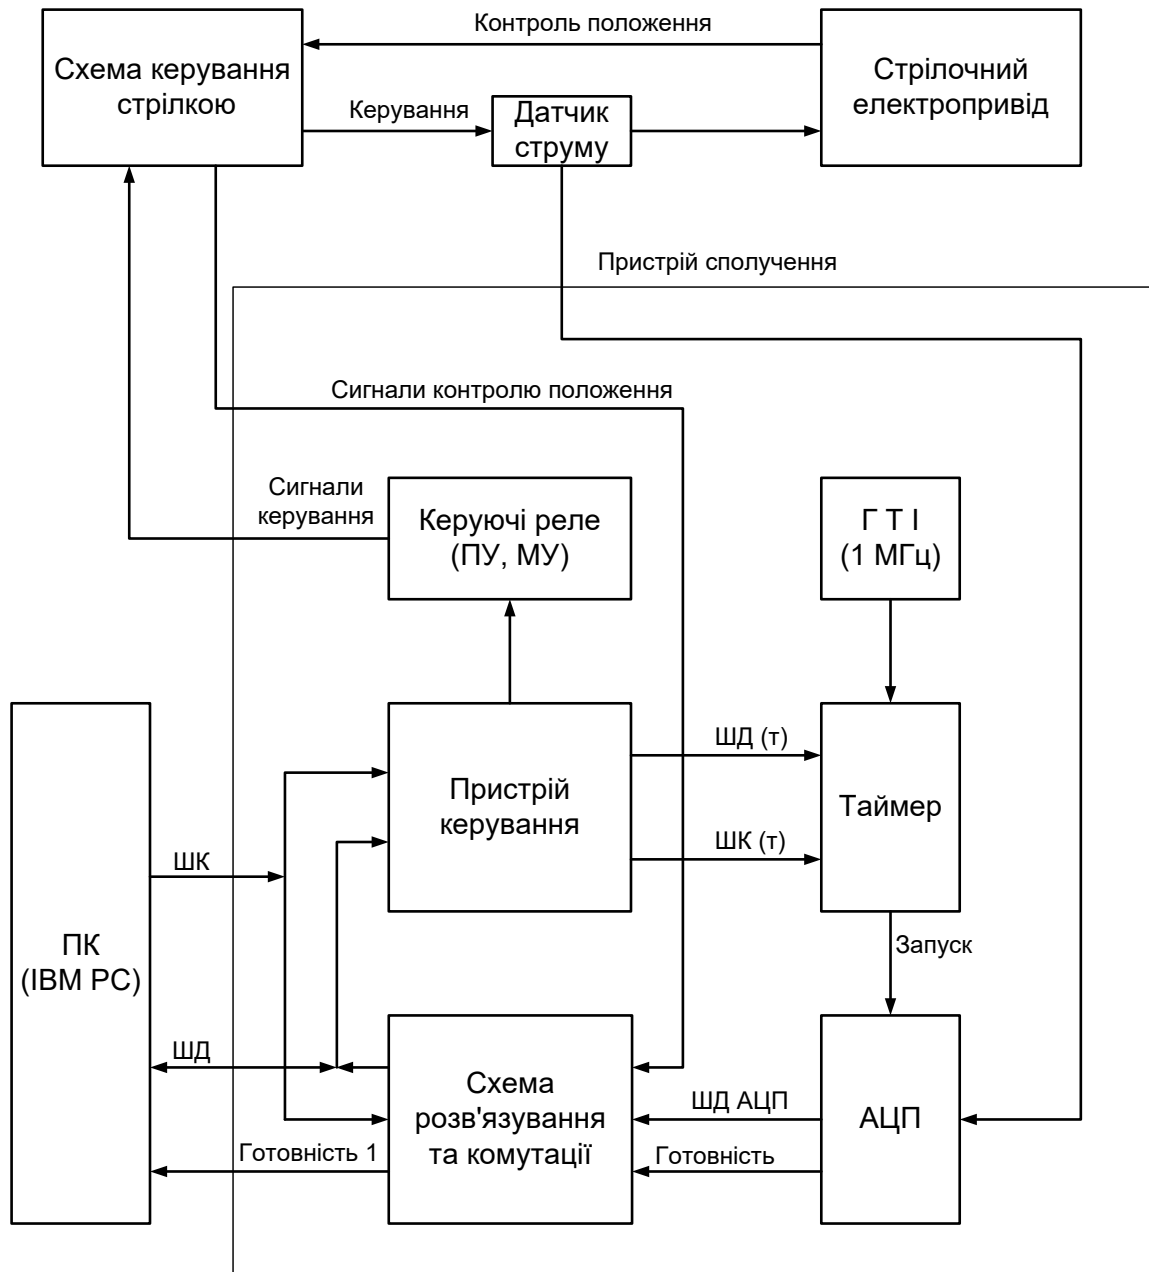 Контроль положення
Схема керування
стрілкою
Стрілочний
електропривід
Керування
Датчик
струму
Пристрій сполучення
Сигнали контролю положення
Сигнали
керування
Керуючі реле
(ПУ, МУ)
Г Т І
(1 МГц)
ШД (т)
Пристрій
керування
Таймер
ШК (т)
ШК
ПК
(IBM PC)
Запуск
ШД
Схема
розв'язування
та комутації
ШД АЦП
АЦП
Готовність 1
Готовність